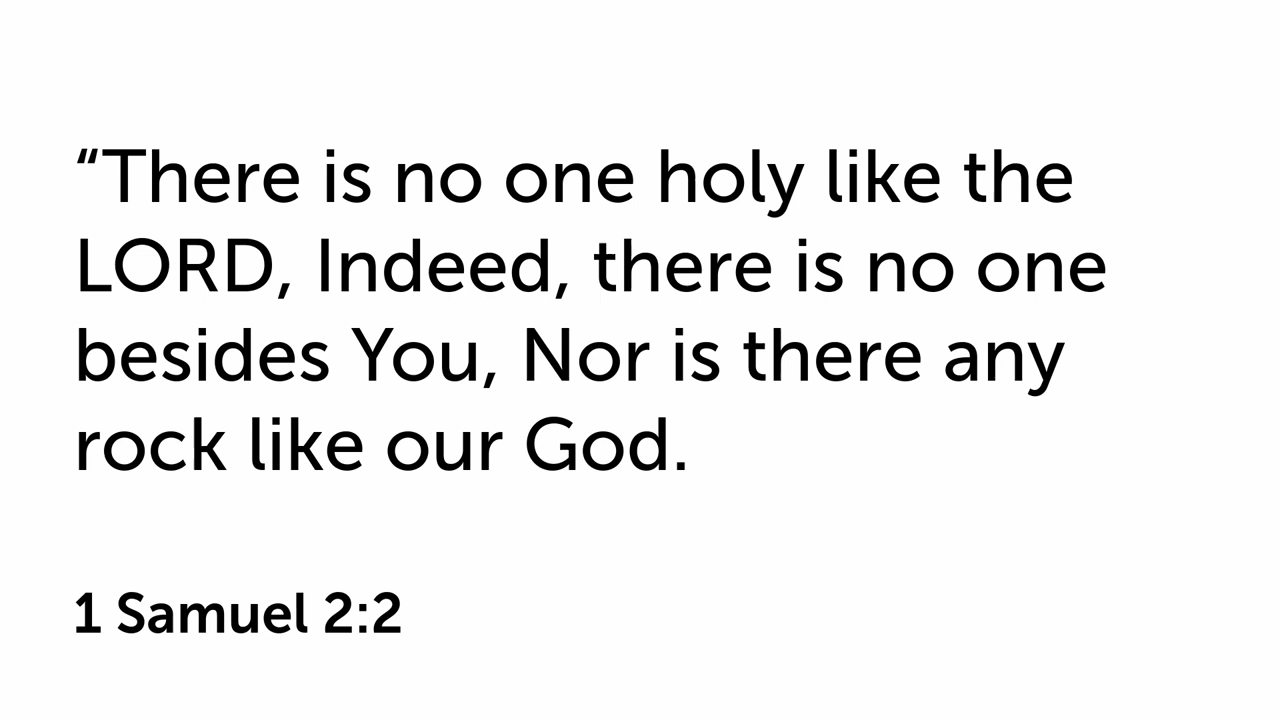 “There is no one holy like the
LORD, Indeed, there is no one
besides You, Nor is there any
rock like our God.
1 Samuel 2:2